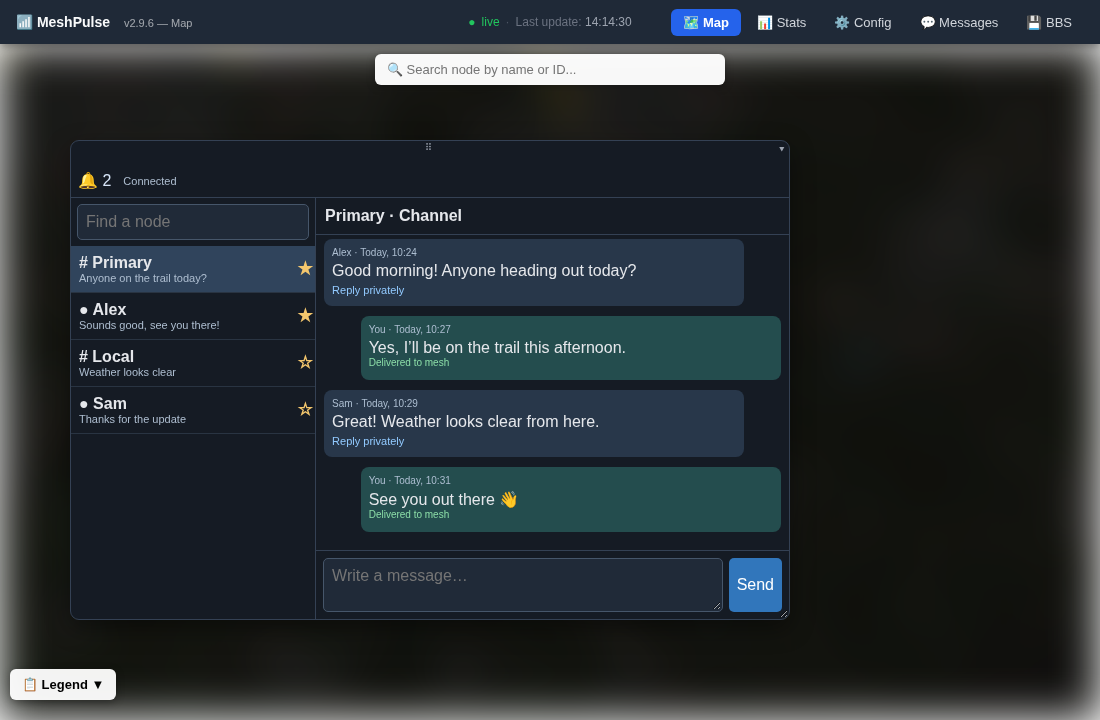 📶 MeshPulse v2.9.6 — Map ● live · Last update: 14:14:30 🗺️ Map 📊 Stats ⚙️ Config 💬 Messages 💾 BBS
🔍 Search node by name or ID...
🔔 2 Connected
Find a node
# Primary
Anyone on the trail today?
★
● Alex
Sounds good, see you there!
★
# Local
Weather looks clear
☆
● Sam
Thanks for the update
☆
Primary · Channel
Alex · Today, 10:24
Good morning! Anyone heading out today?
Reply privately
You · Today, 10:27
Yes, I’ll be on the trail this afternoon.
Delivered to mesh
Sam · Today, 10:29
Great! Weather looks clear from here.
Reply privately
You · Today, 10:31
See you out there 👋
Delivered to mesh
Write a message…
Send
📋 Legend ▼